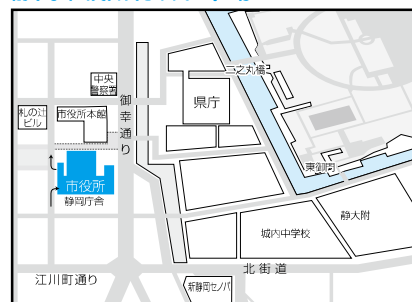 二之丸橋
中央
警察署
御幸通り
県庁
札の辻
ビル
市役所本館
東御門
市役所
静岡庁舎
静大附
城内中学校
北街道
江川町通り
新静岡セノバ